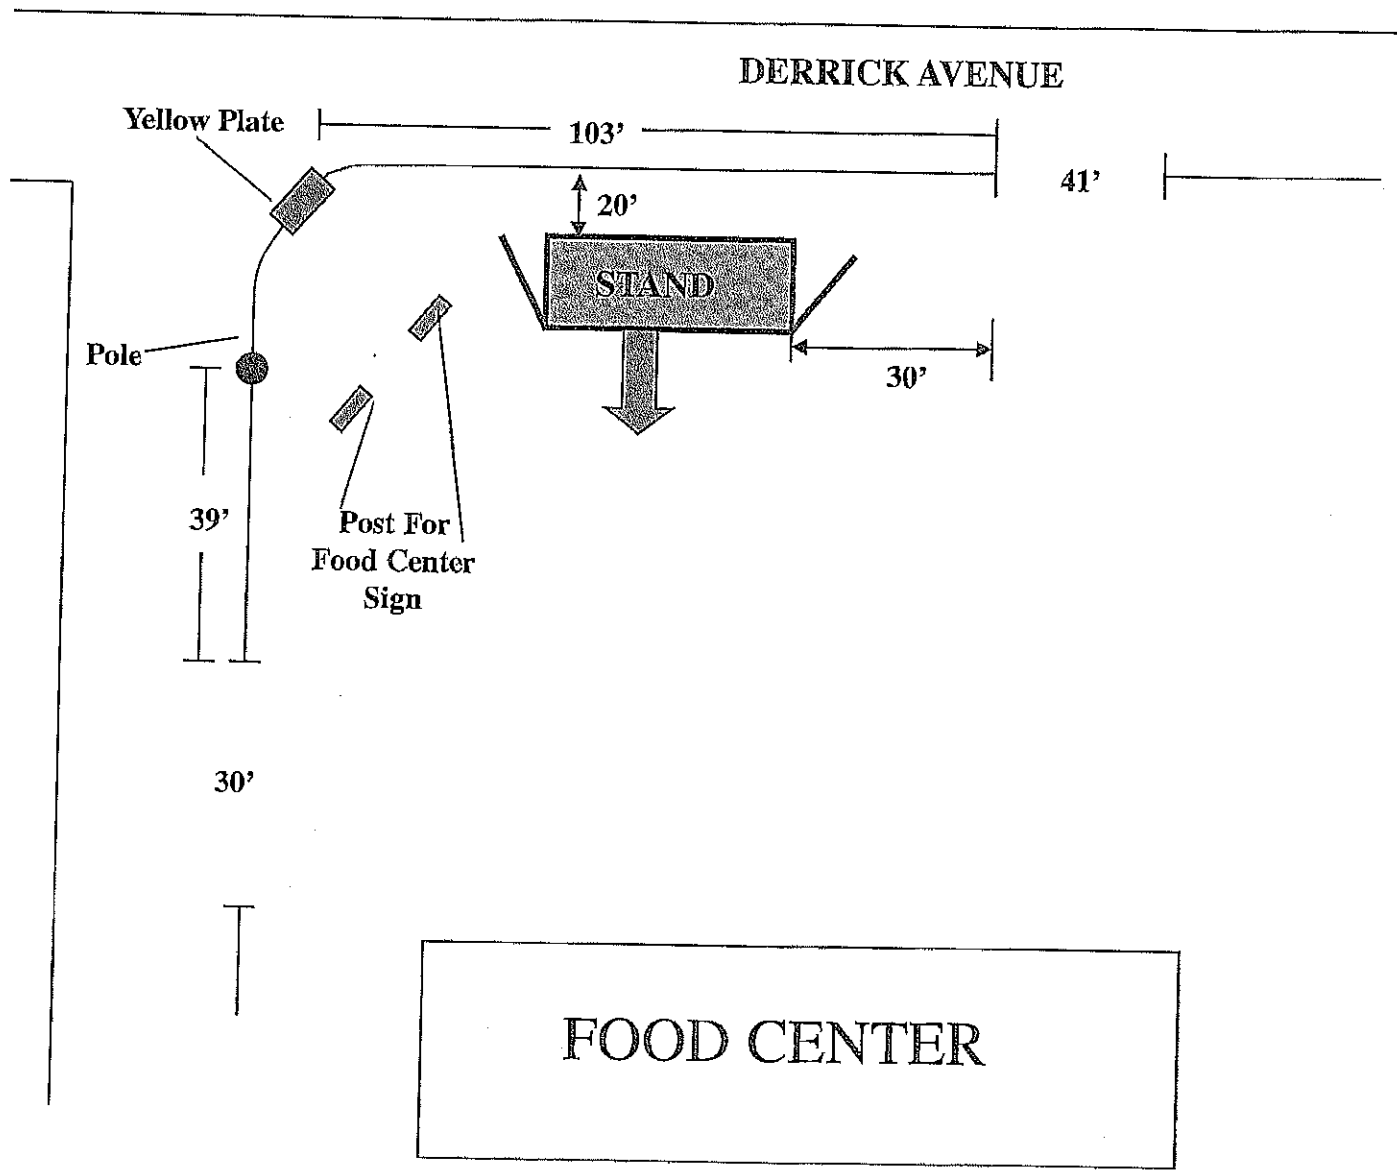 DERRICK AVENUE
Yellow Plate
103’
41’
20’
STAND
Pole
30’
39’
Post For
Food Center
Sign
30’
FOOD CENTER